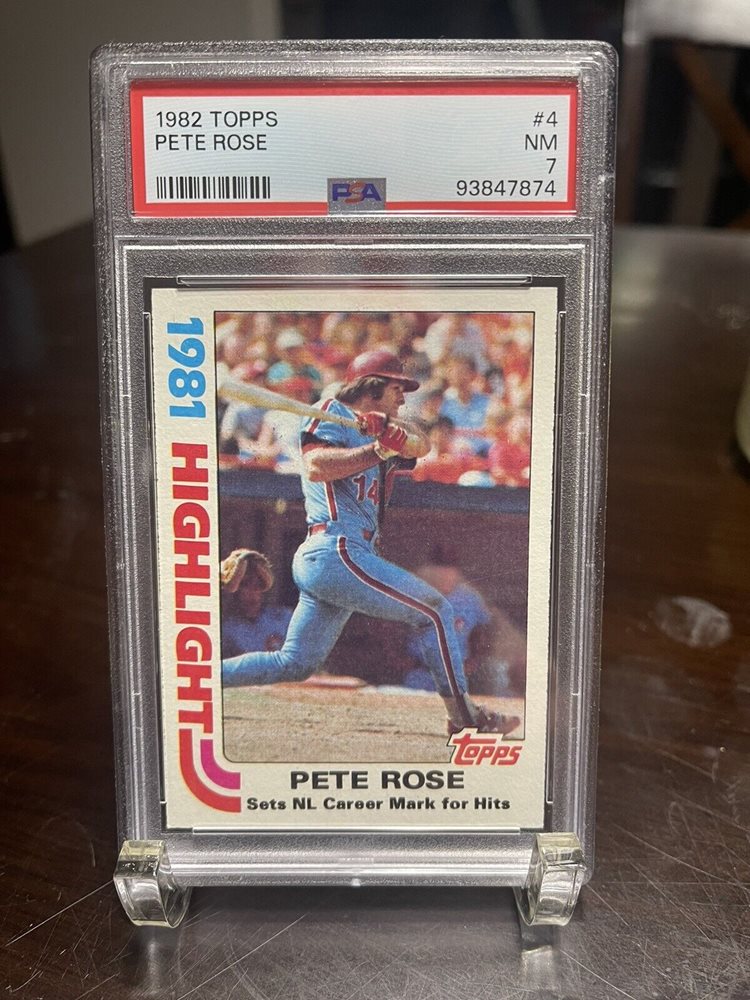 1982 TOPPS #4
PETE ROSE NM
7
PSA 93847874
1981 HIGHLIGHT
14
Topps
PETE ROSE
Sets NL Career Mark for Hits